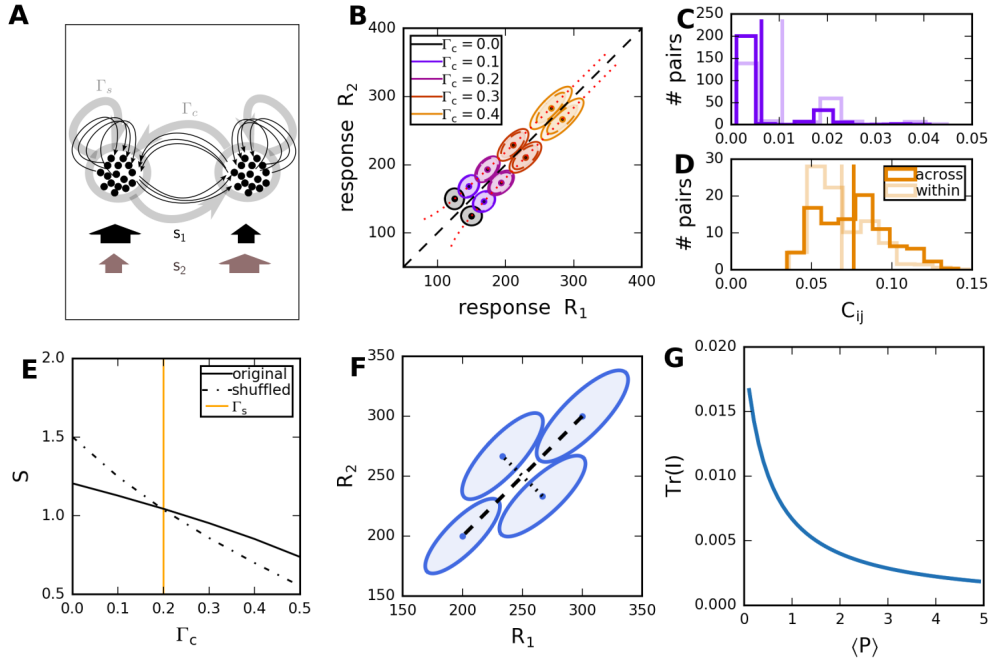 A
Γs
Γc
s1
s2
B
400
300
200
100
response R2
Γc = 0.0
Γc = 0.1
Γc = 0.2
Γc = 0.3
Γc = 0.4
100 200 300 400
response R1
C
250
200
150
100
50
0
# pairs
0.00 0.01 0.02 0.03 0.04 0.05
D
30
20
10
0
# pairs
across
within
0.00 0.05 0.10 0.15
Cij
E
2.0
1.5
1.0
0.5
S
original
shuffled
Γs
0.0 0.1 0.2 0.3 0.4 0.5
Γc
F
350
300
250
200
150
R2
150 200 250 300 350
R1
G
0.020
0.015
0.010
0.005
0.000
Tr(I)
0 1 2 3 4 5
⟨P⟩